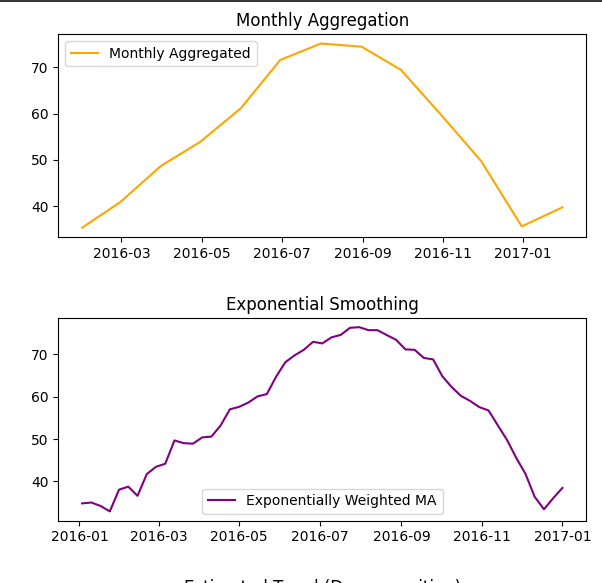 Monthly Aggregation
Monthly Aggregated
70
60
50
40
2016-03 2016-05 2016-07 2016-09 2016-11 2017-01
Exponential Smoothing
70
60
50
40
Exponentially Weighted MA
2016-01 2016-03 2016-05 2016-07 2016-09 2016-11 2017-01